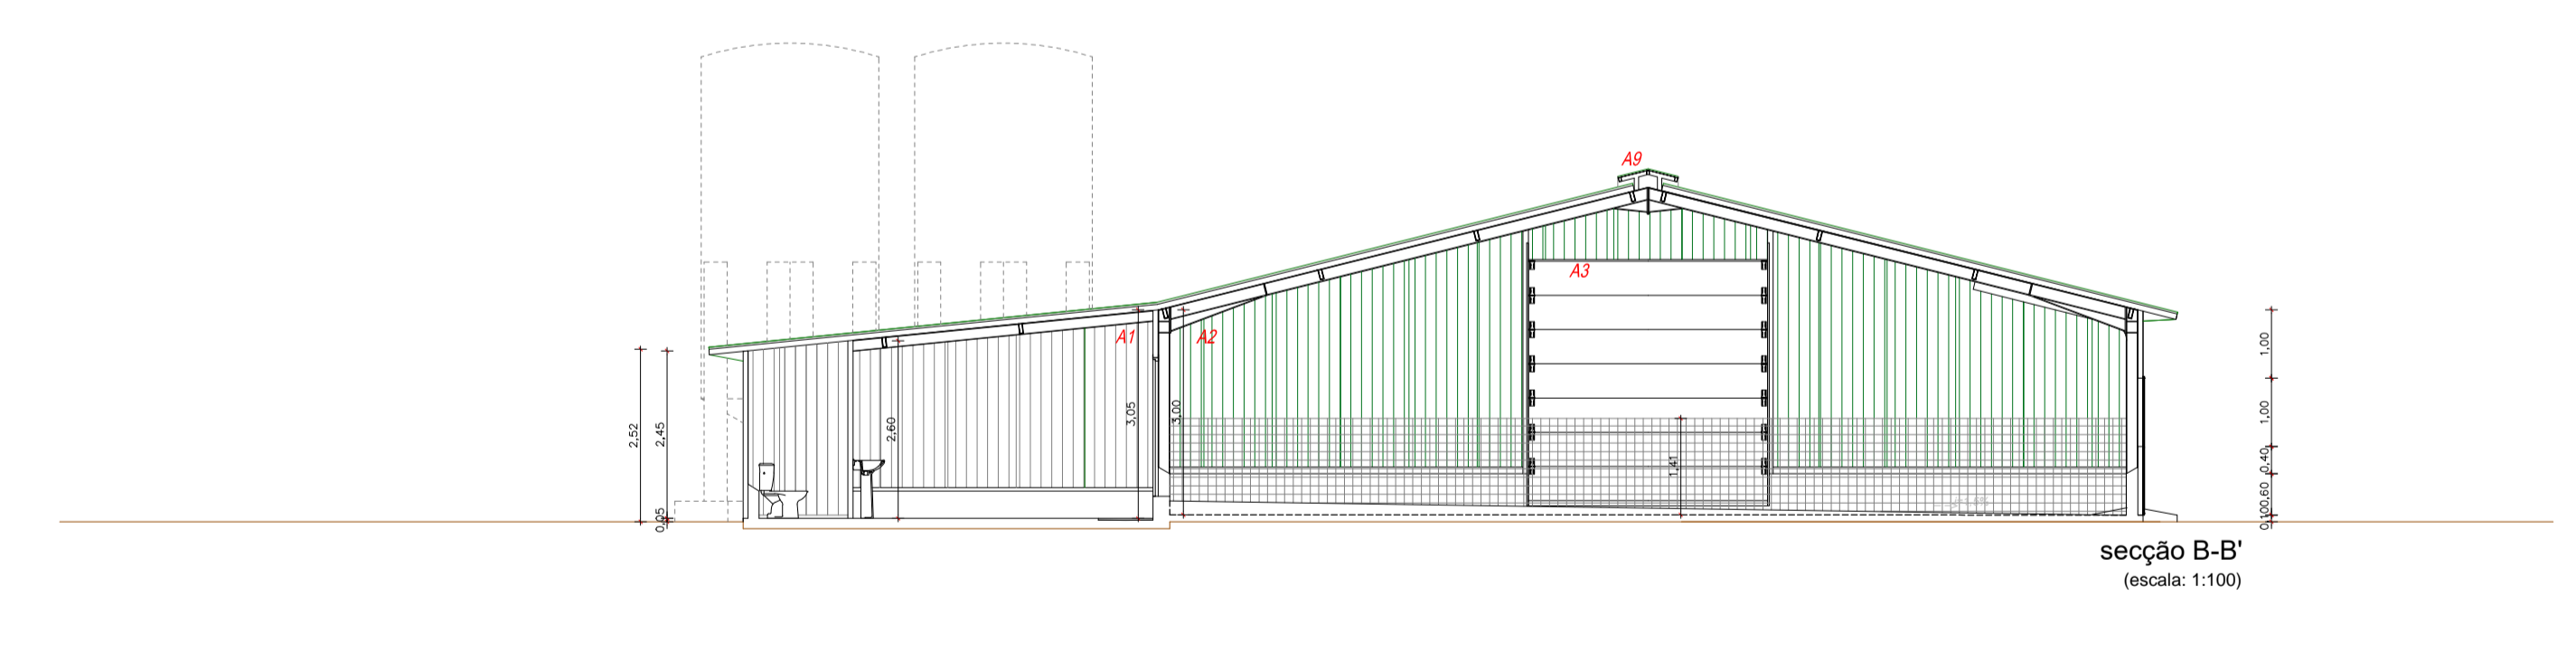 A9
A3
A1
A2
2,52
2,45
0,05
2,60
3,05
3,00
1,41
1,00
1,00
0,40
0,60
0,10
secção B-B'
(escala: 1:100)